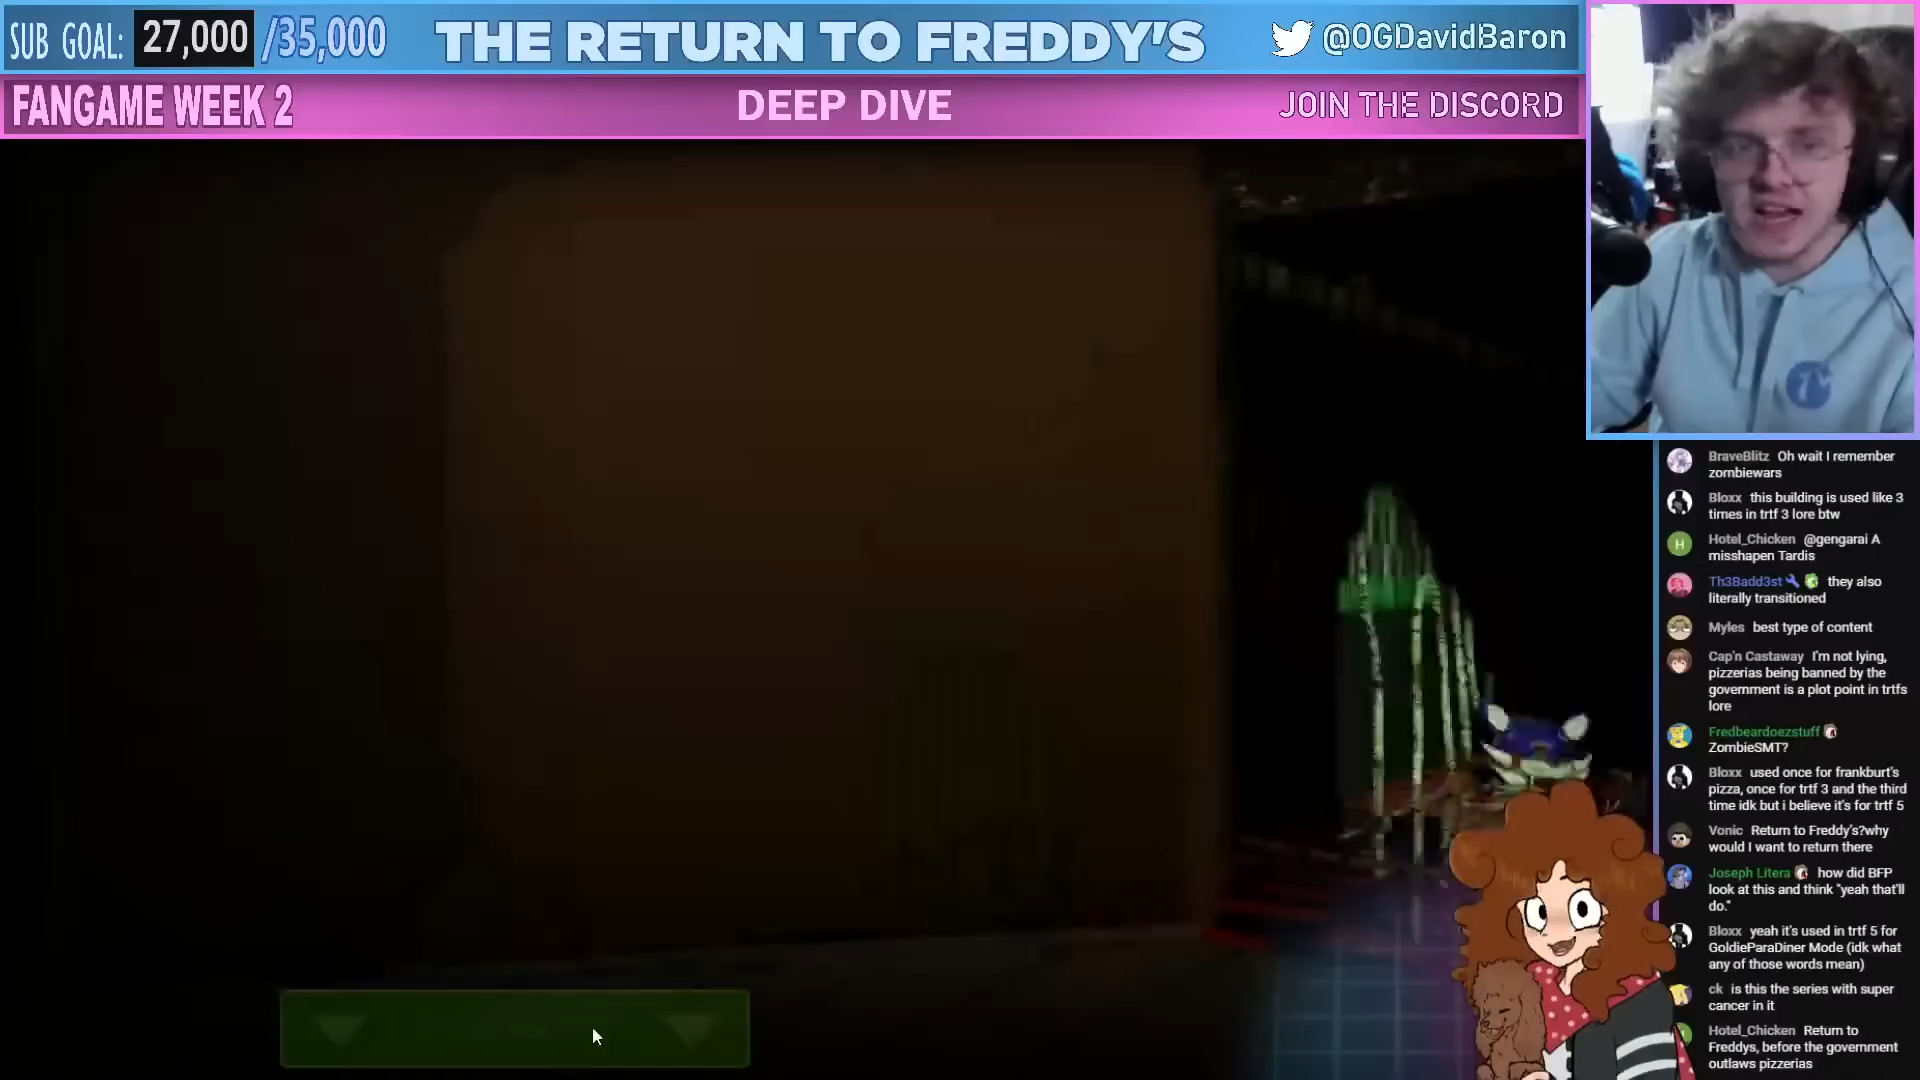 SUB GOAL: 27,000 /35,000
THE RETURN TO FREDDY'S
@OGDavidBaron
FANGAME WEEK 2
DEEP DIVE
JOIN THE DISCORD
BraveBlitz Oh wait I remember
zombiewars
Bloxx this building is used like 3
times in trtf 3 lore btw
H
Hotel_Chicken @gengarai A
misshapen Tardis
Th3Badd3st they also
literally transitioned
Myles best type of content
Cap'n Castaway I'm not lying,
pizzerias being banned by the
government is a plot point in trtfs
lore
Fredbeardoezstuff
ZombieSMT?
Bloxx used once for frankburt's
pizza, once for trtf 3 and the third
time idk but i believe it's for trtf 5
Vonic Return to Freddy's?why
would I want to return there
Joseph Litera how did BFP
look at this and think "yeah that'll
do."
Bloxx yeah it's used in trtf 5 for
GoldieParaDiner Mode (idk what
any of those words mean)
ck is this the series with super
cancer in it
Hotel_Chicken Return to
Freddys, before the government
outlaws pizzerias